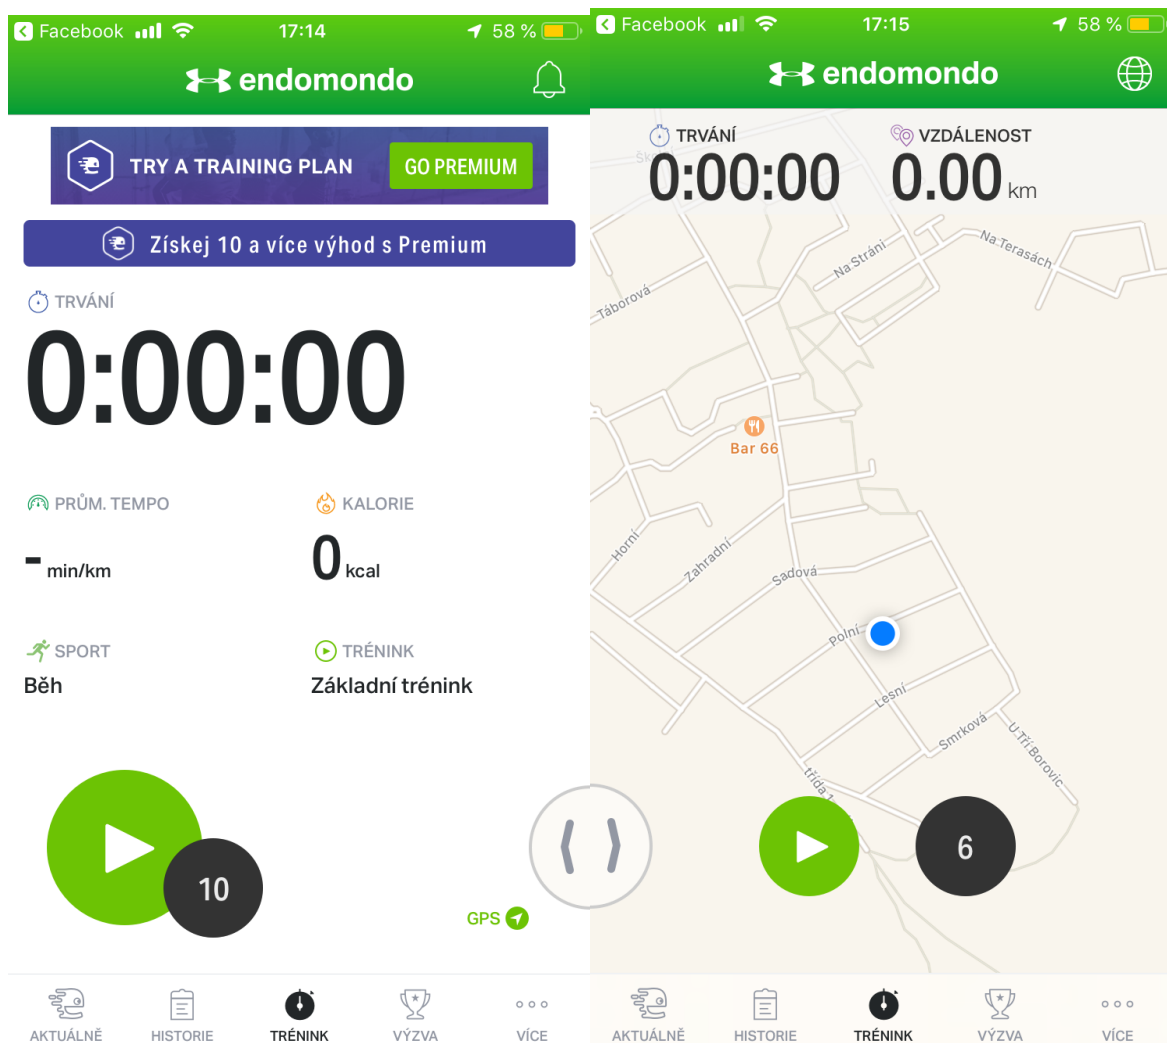 Facebook 17:14 58 %
endomondo
TRY A TRAINING PLAN GO PREMIUM
Získej 10 a více výhod s Premium
TRVÁNÍ
0:00:00
PRŮM. TEMPO KALORIE
- min/km 0 kcal
SPORT TRÉNINK
Běh Základní trénink
10
GPS
AKTUÁLNĚ HISTORIE TRÉNINK VÝZVA VÍCE
Facebook 17:15 58 %
endomondo
TRVÁNÍ VZDÁLENOST
0:00:00 0.00 km
Na Strání
Na Terasách
Táborová
Bar 66
Horní
Zahradní
Sadová
Polní
Lesní
Smrková
U Tří Borovic
6
AKTUÁLNĚ HISTORIE TRÉNINK VÝZVA VÍCE